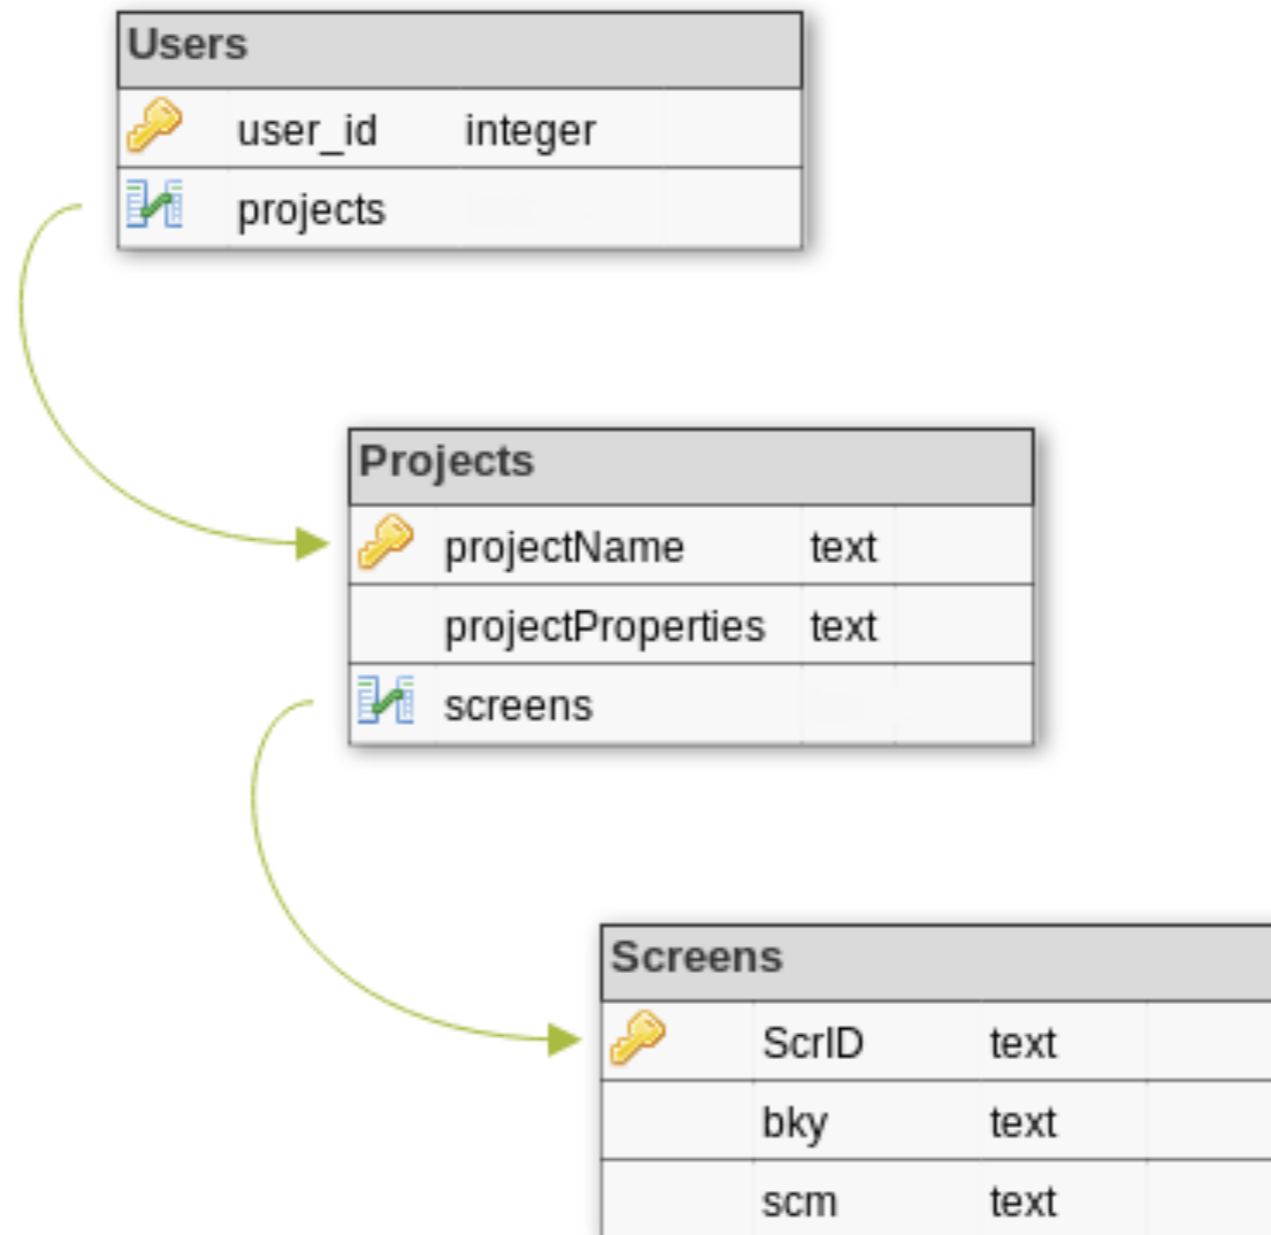 Users
user_id integer
projects
Projects
projectName text
projectProperties text
screens
Screens
ScrID text
bky text
scm text